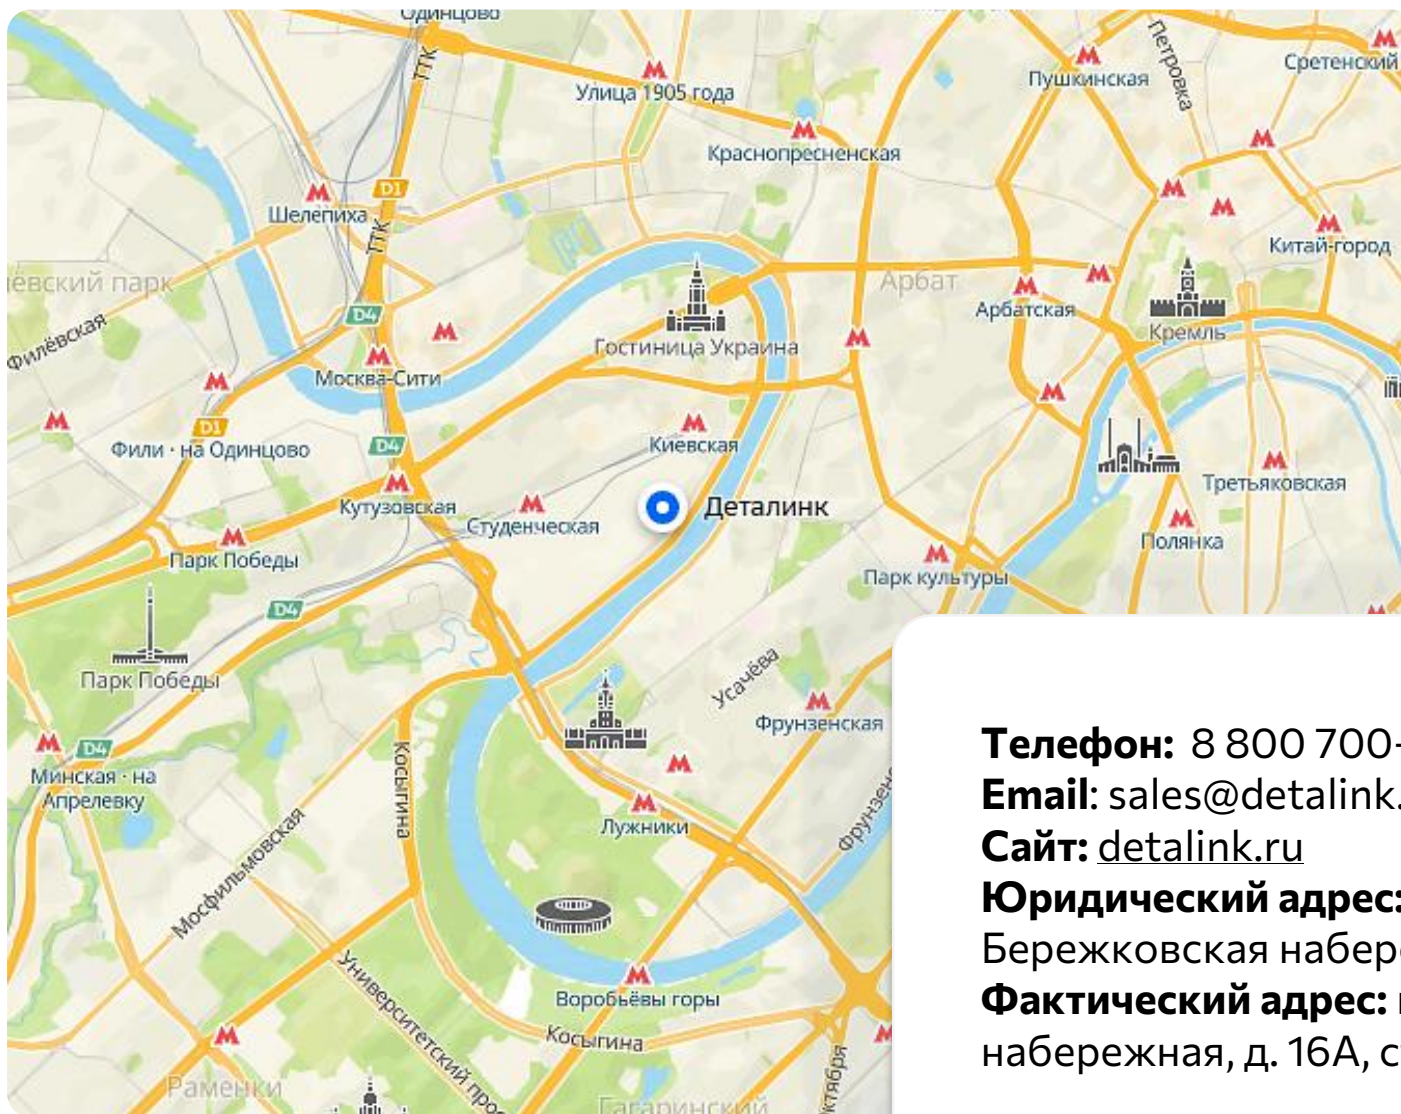 Одинцово
ТТК
Улица 1905 года
Пушкинская
Петровка
Сретенский
Краснопресненская
D1
Шелепиха
ТТК
Китай-город
ёвский парк
Арбат
D4
Арбатская
Кремль
Филёвская
Гостиница Украина
Москва-Сити
D1
D4
Фили · на Одинцово
Киевская
Третьяковская
Кутузовская
Студенческая
Деталинк
Полянка
Парк Победы
Парк культуры
D4
Парк Победы
Усачёва
Фрунзенская
D4
Минская · на
Апрелевку
Косыгина
Лужники
Фрунзенс
Мосфильмовская
Воробьёвы горы
Университетский прос
Косыгина
Раменки
Гагаринский
ктября
Телефон: 8 800 700-
Email: sales@detalink.
Сайт: detalink.ru
Юридический адрес:
Бережковская набер
Фактический адрес:
набережная, д. 16А, с